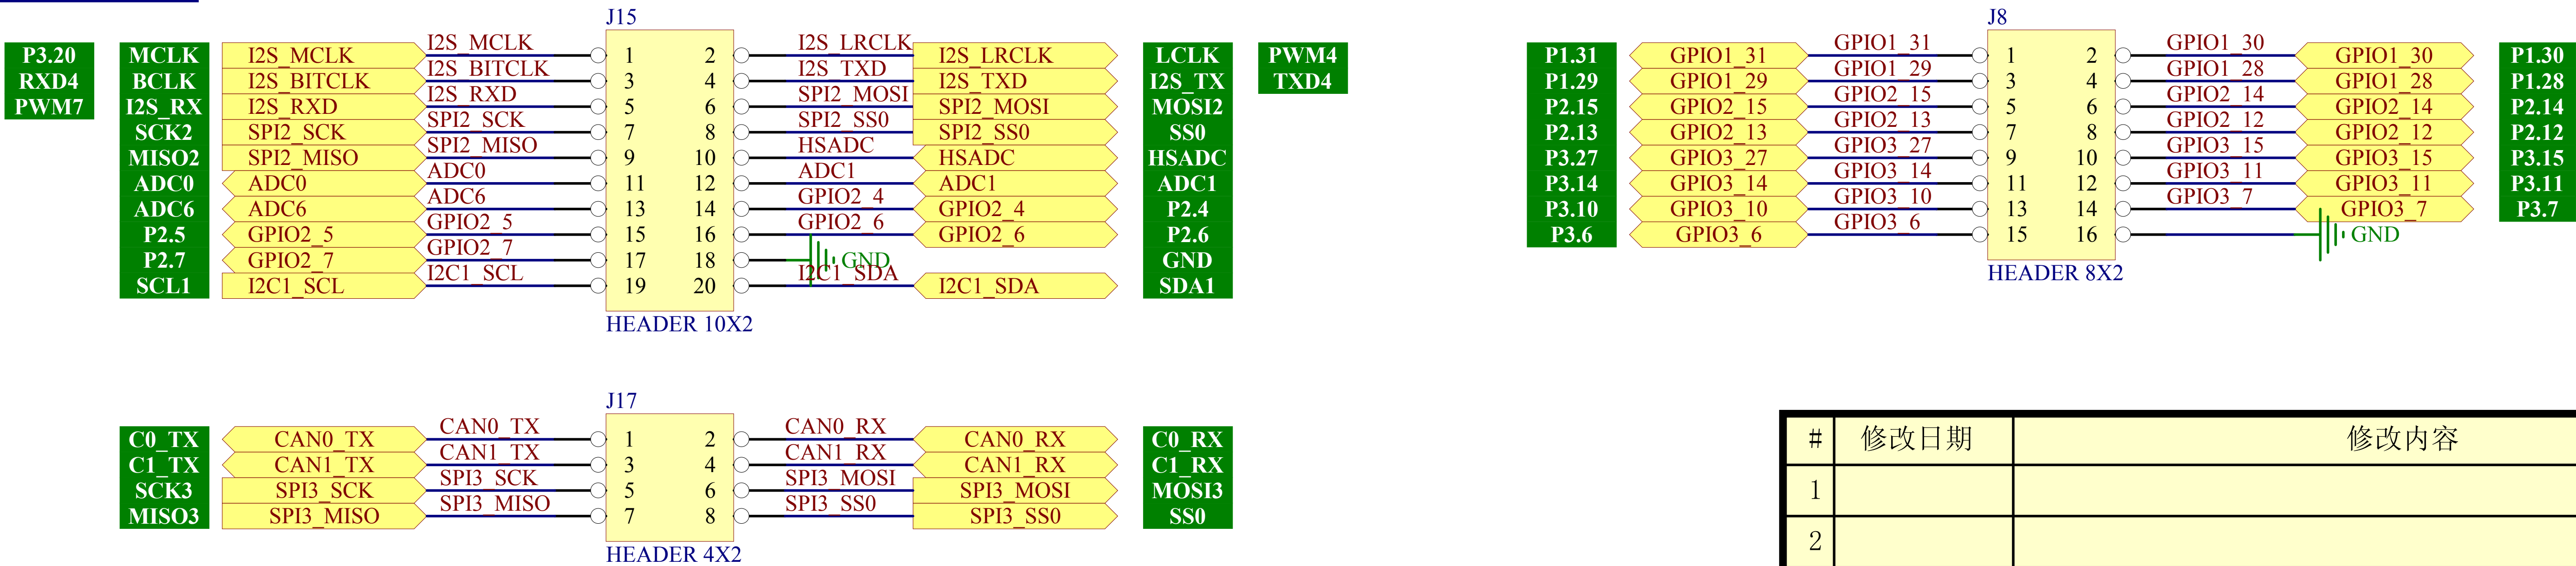 J15
P3.20 MCLK I2S_MCLK I2S_MCLK 1 2 I2S_LRCLK I2S_LRCLK LCLK PWM4
RXD4 BCLK I2S_BITCLK I2S_BITCLK 3 4 I2S_TXD I2S_TXD I2S_TX TXD4
PWM7 I2S_RX I2S_RXD I2S_RXD 5 6 SPI2_MOSI SPI2_MOSI MOSI2
SCK2 SPI2_SCK SPI2_SCK 7 8 SPI2_SS0 SPI2_SS0 SS0
MISO2 SPI2_MISO SPI2_MISO 9 10 HSADC HSADC HSADC
ADC0 ADC0 ADC0 11 12 ADC1 ADC1 ADC1
ADC6 ADC6 ADC6 13 14 GPIO2_4 GPIO2_4 P2.4
P2.5 GPIO2_5 GPIO2_5 15 16 GPIO2_6 GPIO2_6 P2.6
P2.7 GPIO2_7 GPIO2_7 17 18 GND GND
SCL1 I2C1_SCL I2C1_SCL 19 20 I2C1_SDA I2C1_SDA SDA1
HEADER 10X2
J8
P1.31 GPIO1_31 GPIO1_31 1 2 GPIO1_30 GPIO1_30 P1.30
P1.29 GPIO1_29 GPIO1_29 3 4 GPIO1_28 GPIO1_28 P1.28
P2.15 GPIO2_15 GPIO2_15 5 6 GPIO2_14 GPIO2_14 P2.14
P2.13 GPIO2_13 GPIO2_13 7 8 GPIO2_12 GPIO2_12 P2.12
P3.27 GPIO3_27 GPIO3_27 9 10 GPIO3_15 GPIO3_15 P3.15
P3.14 GPIO3_14 GPIO3_14 11 12 GPIO3_11 GPIO3_11 P3.11
P3.10 GPIO3_10 GPIO3_10 13 14 GPIO3_7 GPIO3_7 P3.7
P3.6 GPIO3_6 GPIO3_6 15 16 GND
HEADER 8X2
J17
C0_TX CAN0_TX CAN0_TX 1 2 CAN0_RX CAN0_RX C0_RX
C1_TX CAN1_TX CAN1_TX 3 4 CAN1_RX CAN1_RX C1_RX
SCK3 SPI3_SCK SPI3_SCK 5 6 SPI3_MOSI SPI3_MOSI MOSI3
MISO3 SPI3_MISO SPI3_MISO 7 8 SPI3_SS0 SPI3_SS0 SS0
HEADER 4X2
# 修改日期 修改内容
1
2